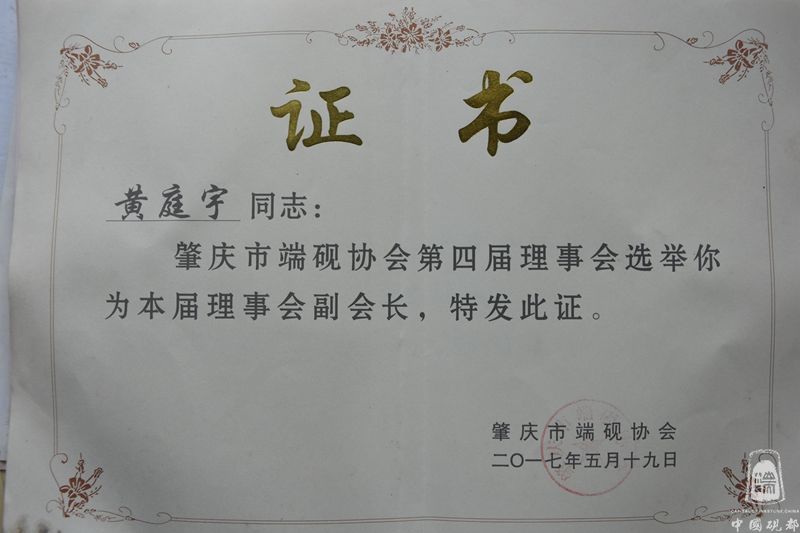 证书
黄庭宇 同志：
肇庆市端砚协会第四届理事会选举你
为本届理事会副会长，特发此证。
肇庆市端砚协会
二〇一七年五月十九日
中國硯都